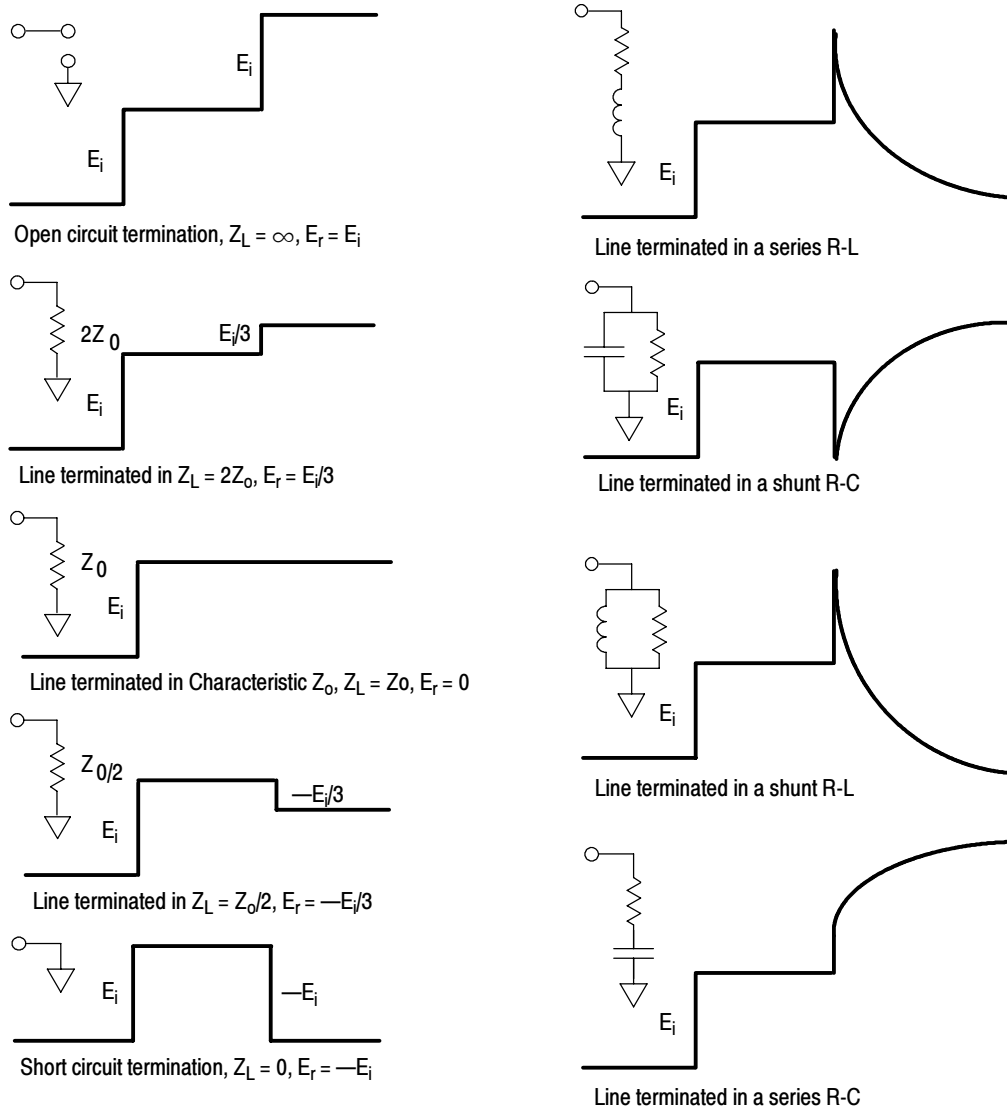 E_i
E_i
Open circuit termination, Z_L = ∞, E_r = E_i
2Z_0
E_i/3
E_i
Line terminated in Z_L = 2Z_o, E_r = E_i/3
Z_0
E_i
Line terminated in Characteristic Z_o, Z_L = Zo, E_r = 0
Z_0/2
—E_i/3
E_i
Line terminated in Z_L = Z_o/2, E_r = —E_i/3
E_i
—E_i
Short circuit termination, Z_L = 0, E_r = —E_i
E_i
Line terminated in a series R-L
E_i
Line terminated in a shunt R-C
E_i
Line terminated in a shunt R-L
E_i
Line terminated in a series R-C